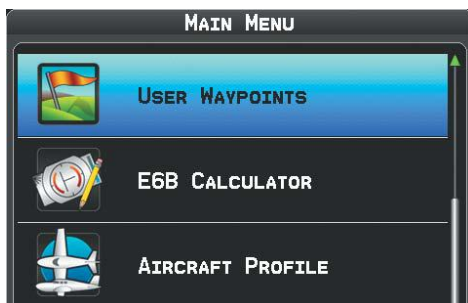 MAIN MENU
USER WAYPOINTS
E6B CALCULATOR
AIRCRAFT PROFILE